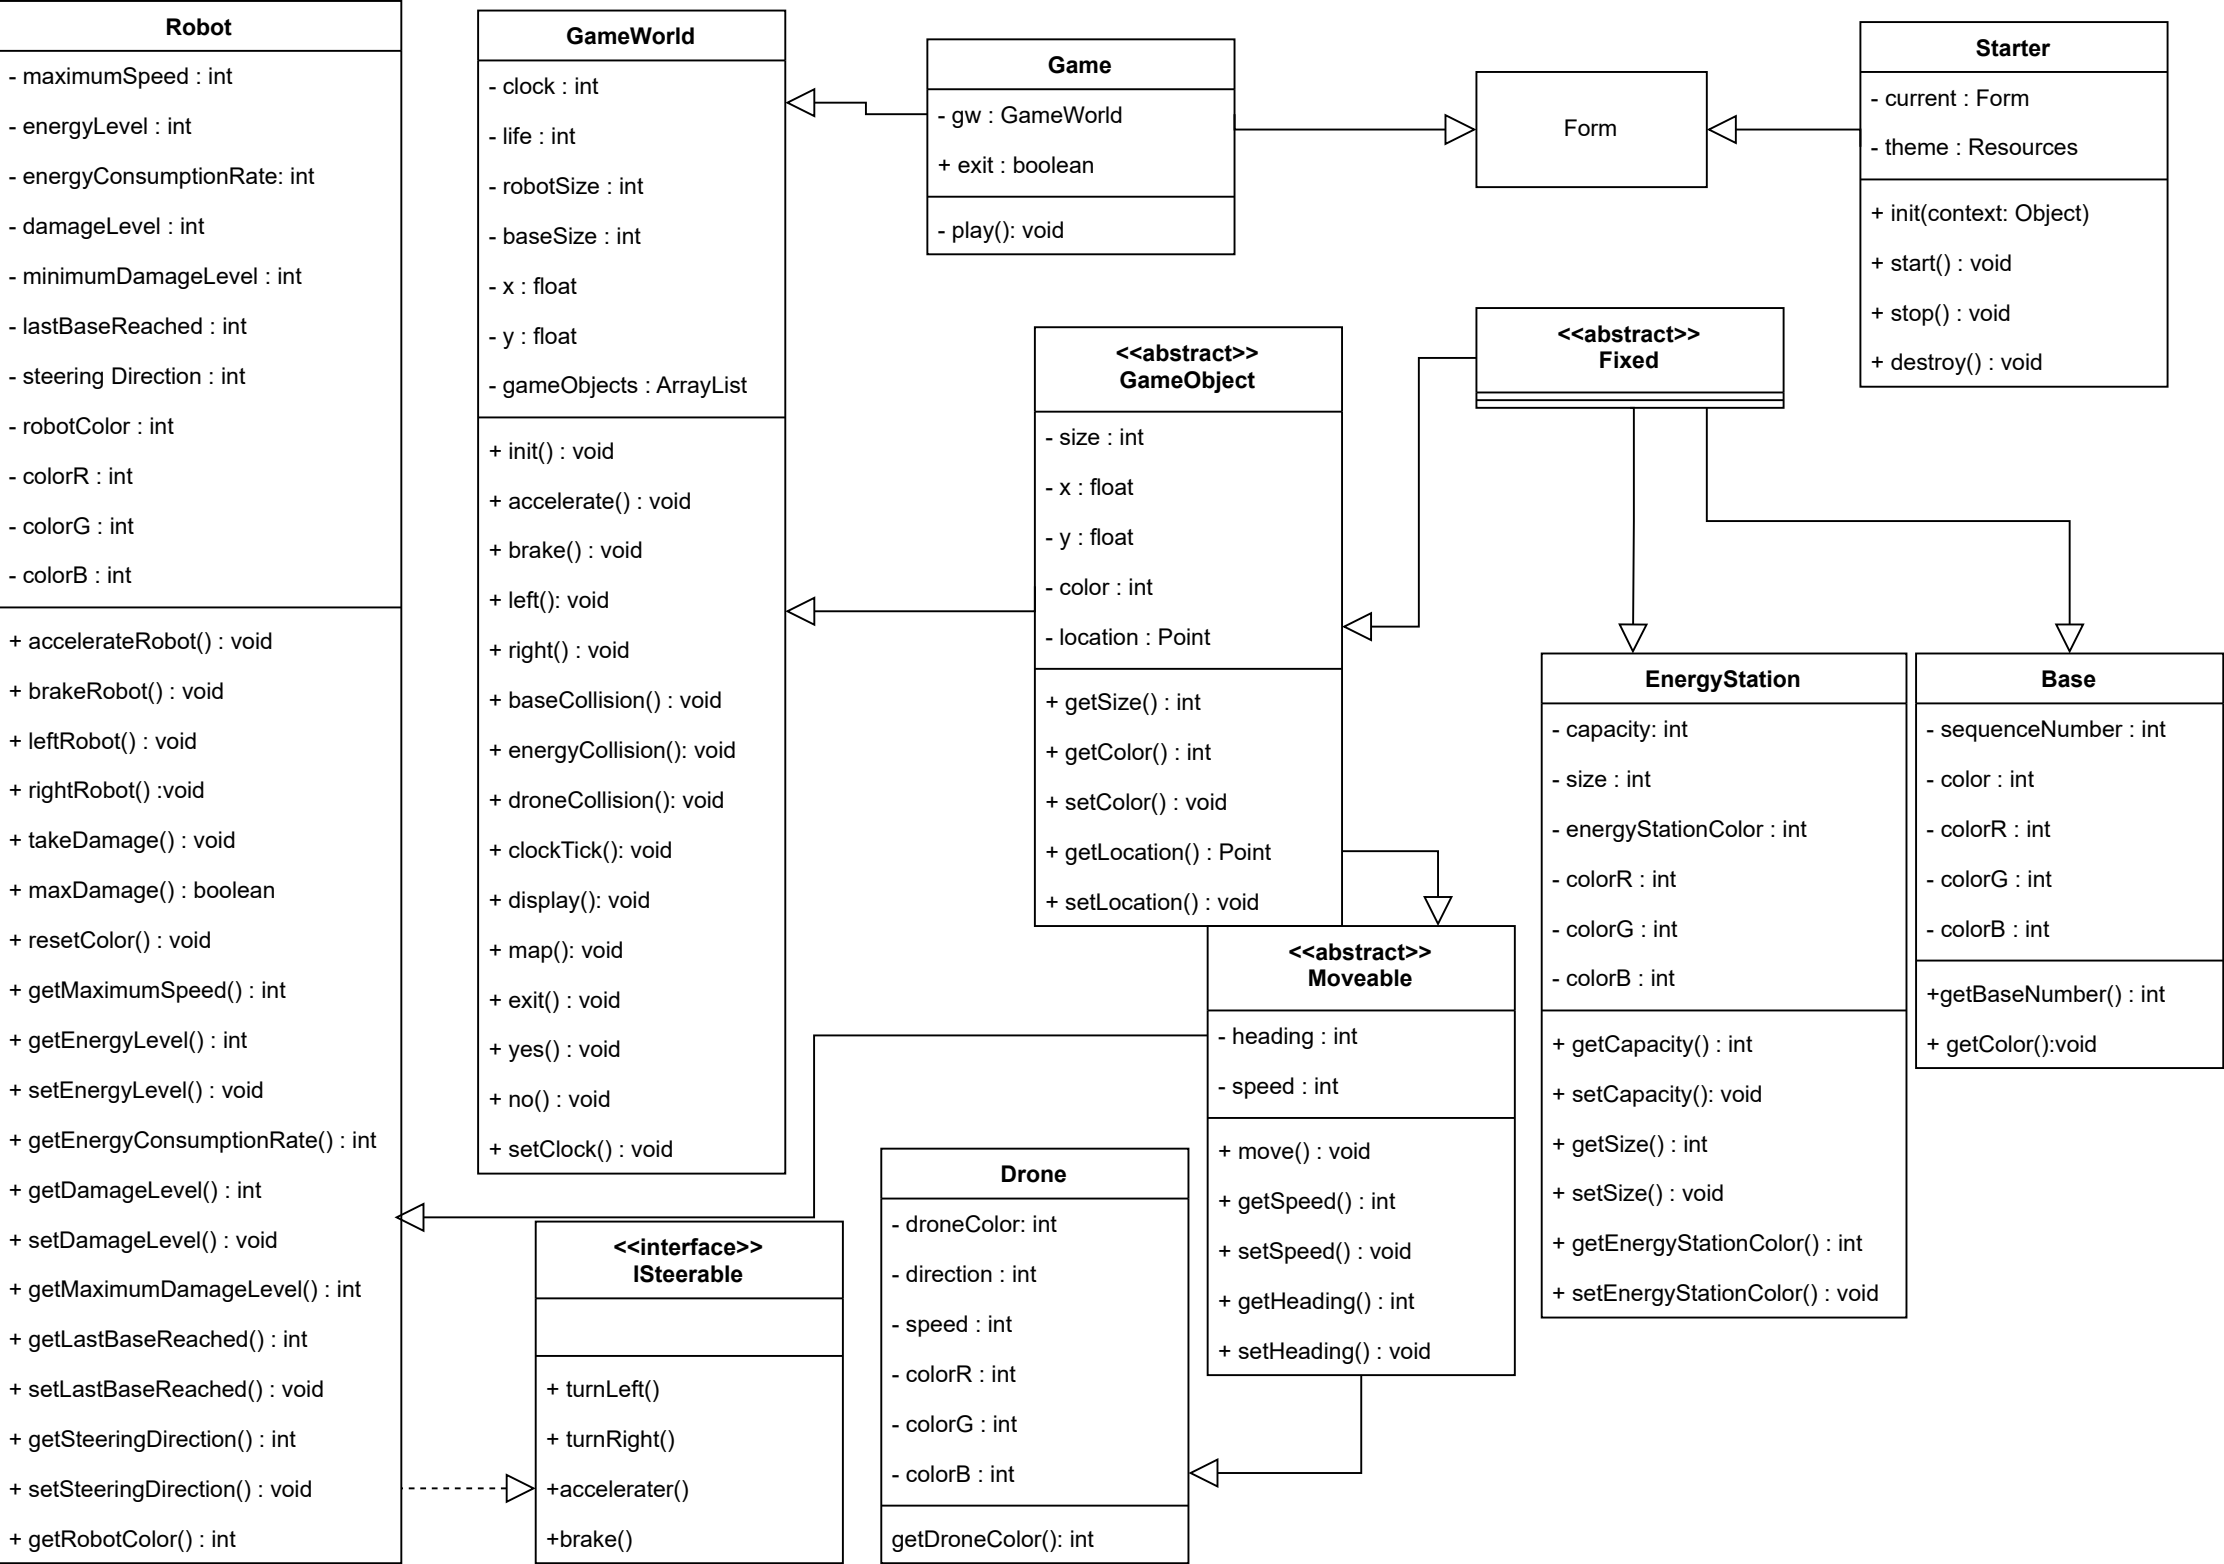 Robot
- maximumSpeed : int
- energyLevel : int
- energyConsumptionRate: int
- damageLevel : int
- minimumDamageLevel : int
- lastBaseReached : int
- steering Direction : int
- robotColor : int
- colorR : int
- colorG : int
- colorB : int
+ accelerateRobot() : void
+ brakeRobot() : void
+ leftRobot() : void
+ rightRobot() :void
+ takeDamage() : void
+ maxDamage() : boolean
+ resetColor() : void
+ getMaximumSpeed() : int
+ getEnergyLevel() : int
+ setEnergyLevel() : void
+ getEnergyConsumptionRate() : int
+ getDamageLevel() : int
+ setDamageLevel() : void
+ getMaximumDamageLevel() : int
+ getLastBaseReached() : int
+ setLastBaseReached() : void
+ getSteeringDirection() : int
+ setSteeringDirection() : void
+ getRobotColor() : int
GameWorld
- clock : int
- life : int
- robotSize : int
- baseSize : int
- x : float
- y : float
- gameObjects : ArrayList
+ init() : void
+ accelerate() : void
+ brake() : void
+ left(): void
+ right() : void
+ baseCollision() : void
+ energyCollision(): void
+ droneCollision(): void
+ clockTick(): void
+ display(): void
+ map(): void
+ exit() : void
+ yes() : void
+ no() : void
+ setClock() : void
<<interface>>
ISteerable
+ turnLeft()
+ turnRight()
+accelerater()
+brake()
Game
- gw : GameWorld
+ exit : boolean
- play(): void
<<abstract>>
GameObject
- size : int
- x : float
- y : float
- color : int
- location : Point
+ getSize() : int
+ getColor() : int
+ setColor() : void
+ getLocation() : Point
+ setLocation() : void
Drone
- droneColor: int
- direction : int
- speed : int
- colorR : int
- colorG : int
- colorB : int
getDroneColor(): int
<<abstract>>
Moveable
- heading : int
- speed : int
+ move() : void
+ getSpeed() : int
+ setSpeed() : void
+ getHeading() : int
+ setHeading() : void
Form
<<abstract>>
Fixed
EnergyStation
- capacity: int
- size : int
- energyStationColor : int
- colorR : int
- colorG : int
- colorB : int
+ getCapacity() : int
+ setCapacity(): void
+ getSize() : int
+ setSize() : void
+ getEnergyStationColor() : int
+ setEnergyStationColor() : void
Starter
- current : Form
- theme : Resources
+ init(context: Object)
+ start() : void
+ stop() : void
+ destroy() : void
Base
- sequenceNumber : int
- color : int
- colorR : int
- colorG : int
- colorB : int
+getBaseNumber() : int
+ getColor():void